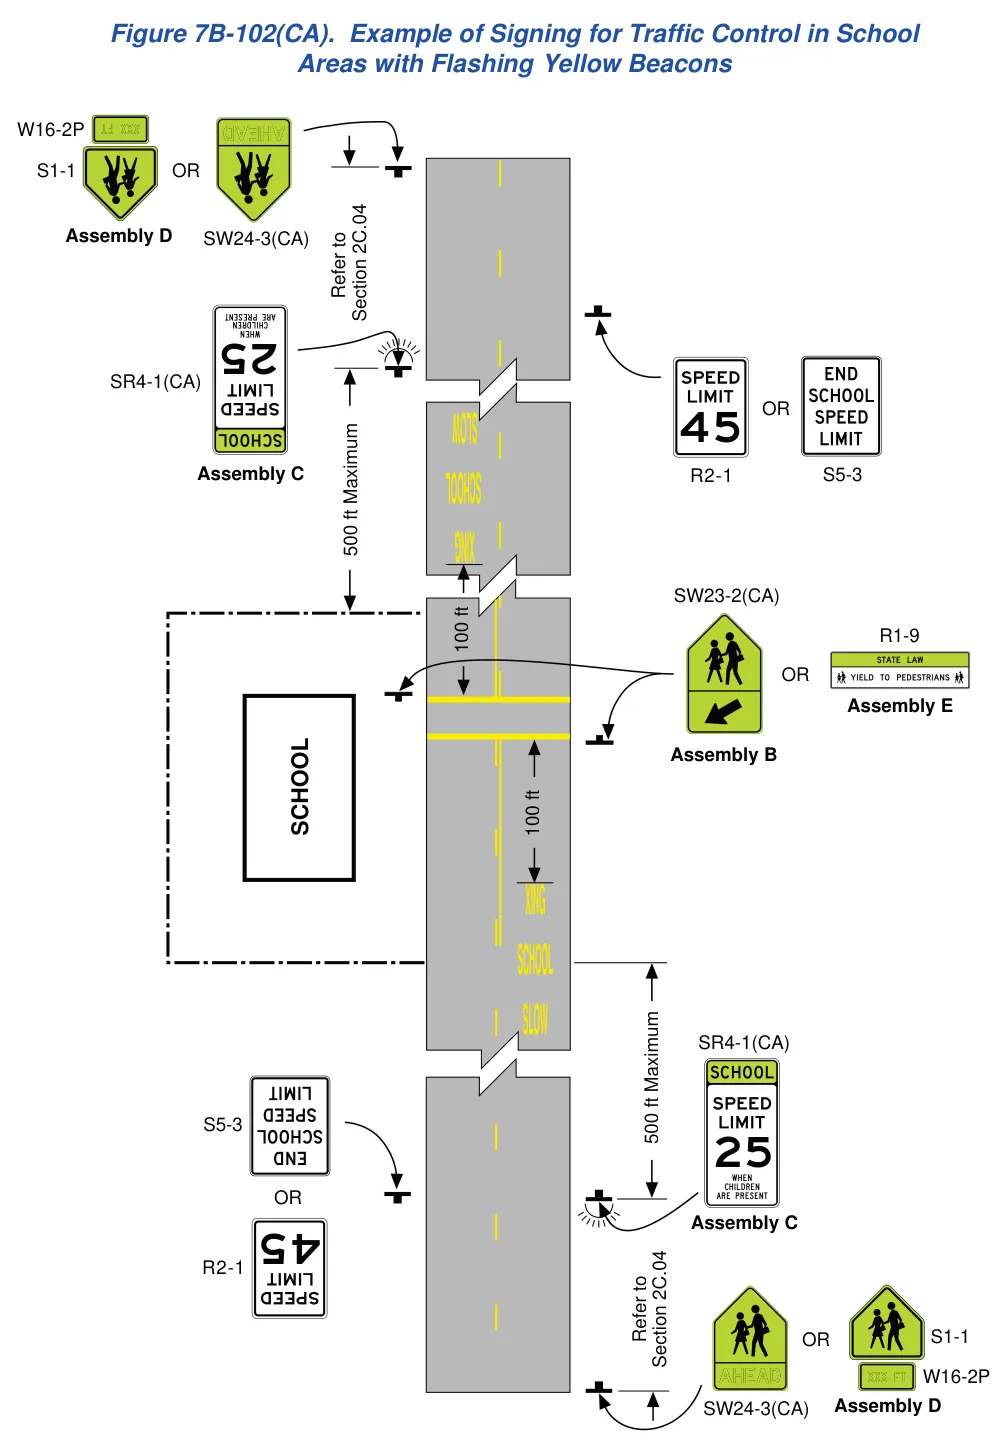 Figure 7B-102(CA). Example of Signing for Traffic Control in School
Areas with Flashing Yellow Beacons
W16-2P
XXX FT
S1-1
OR
AHEAD
Assembly D
SW24-3(CA)
Refer to
Section 2C.04
SR4-1(CA)
SCHOOL
SPEED
LIMIT
25
WHEN
CHILDREN
ARE PRESENT
Assembly C
500 ft Maximum
SPEED
LIMIT
45
R2-1
OR
END
SCHOOL
SPEED
LIMIT
S5-3
SLOW
SCHOOL
XING
100 ft
SW23-2(CA)
OR
R1-9
STATE LAW
YIELD TO PEDESTRIANS
Assembly E
Assembly B
SCHOOL
100 ft
XING
SCHOOL
SLOW
500 ft Maximum
SR4-1(CA)
SCHOOL
SPEED
LIMIT
25
WHEN
CHILDREN
ARE PRESENT
Assembly C
S5-3
END
SCHOOL
SPEED
LIMIT
OR
R2-1
SPEED
LIMIT
45
Refer to
Section 2C.04
AHEAD
SW24-3(CA)
OR
S1-1
XXX FT
W16-2P
Assembly D